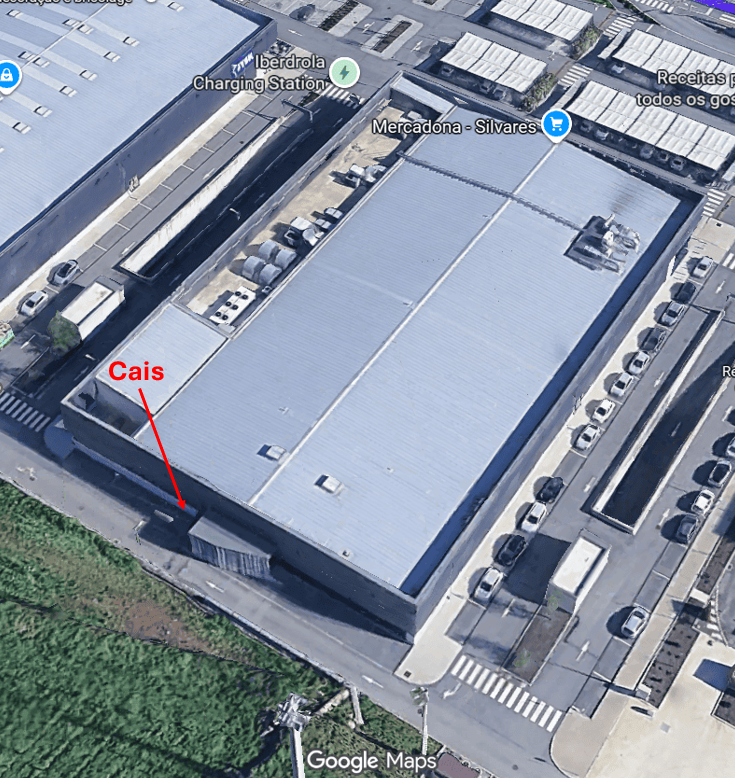 Iberdrola
Charging Station
Receitas
todos os gos
Mercadona - Silvares
Cais
Google Maps